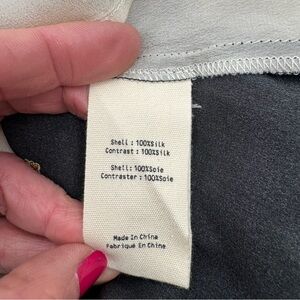 Shell : 100%Silk
Contrast : 100%Silk
Shell: 100%Soie
Contraster : 100%Soie
Made In China
Fabriqué En Chine